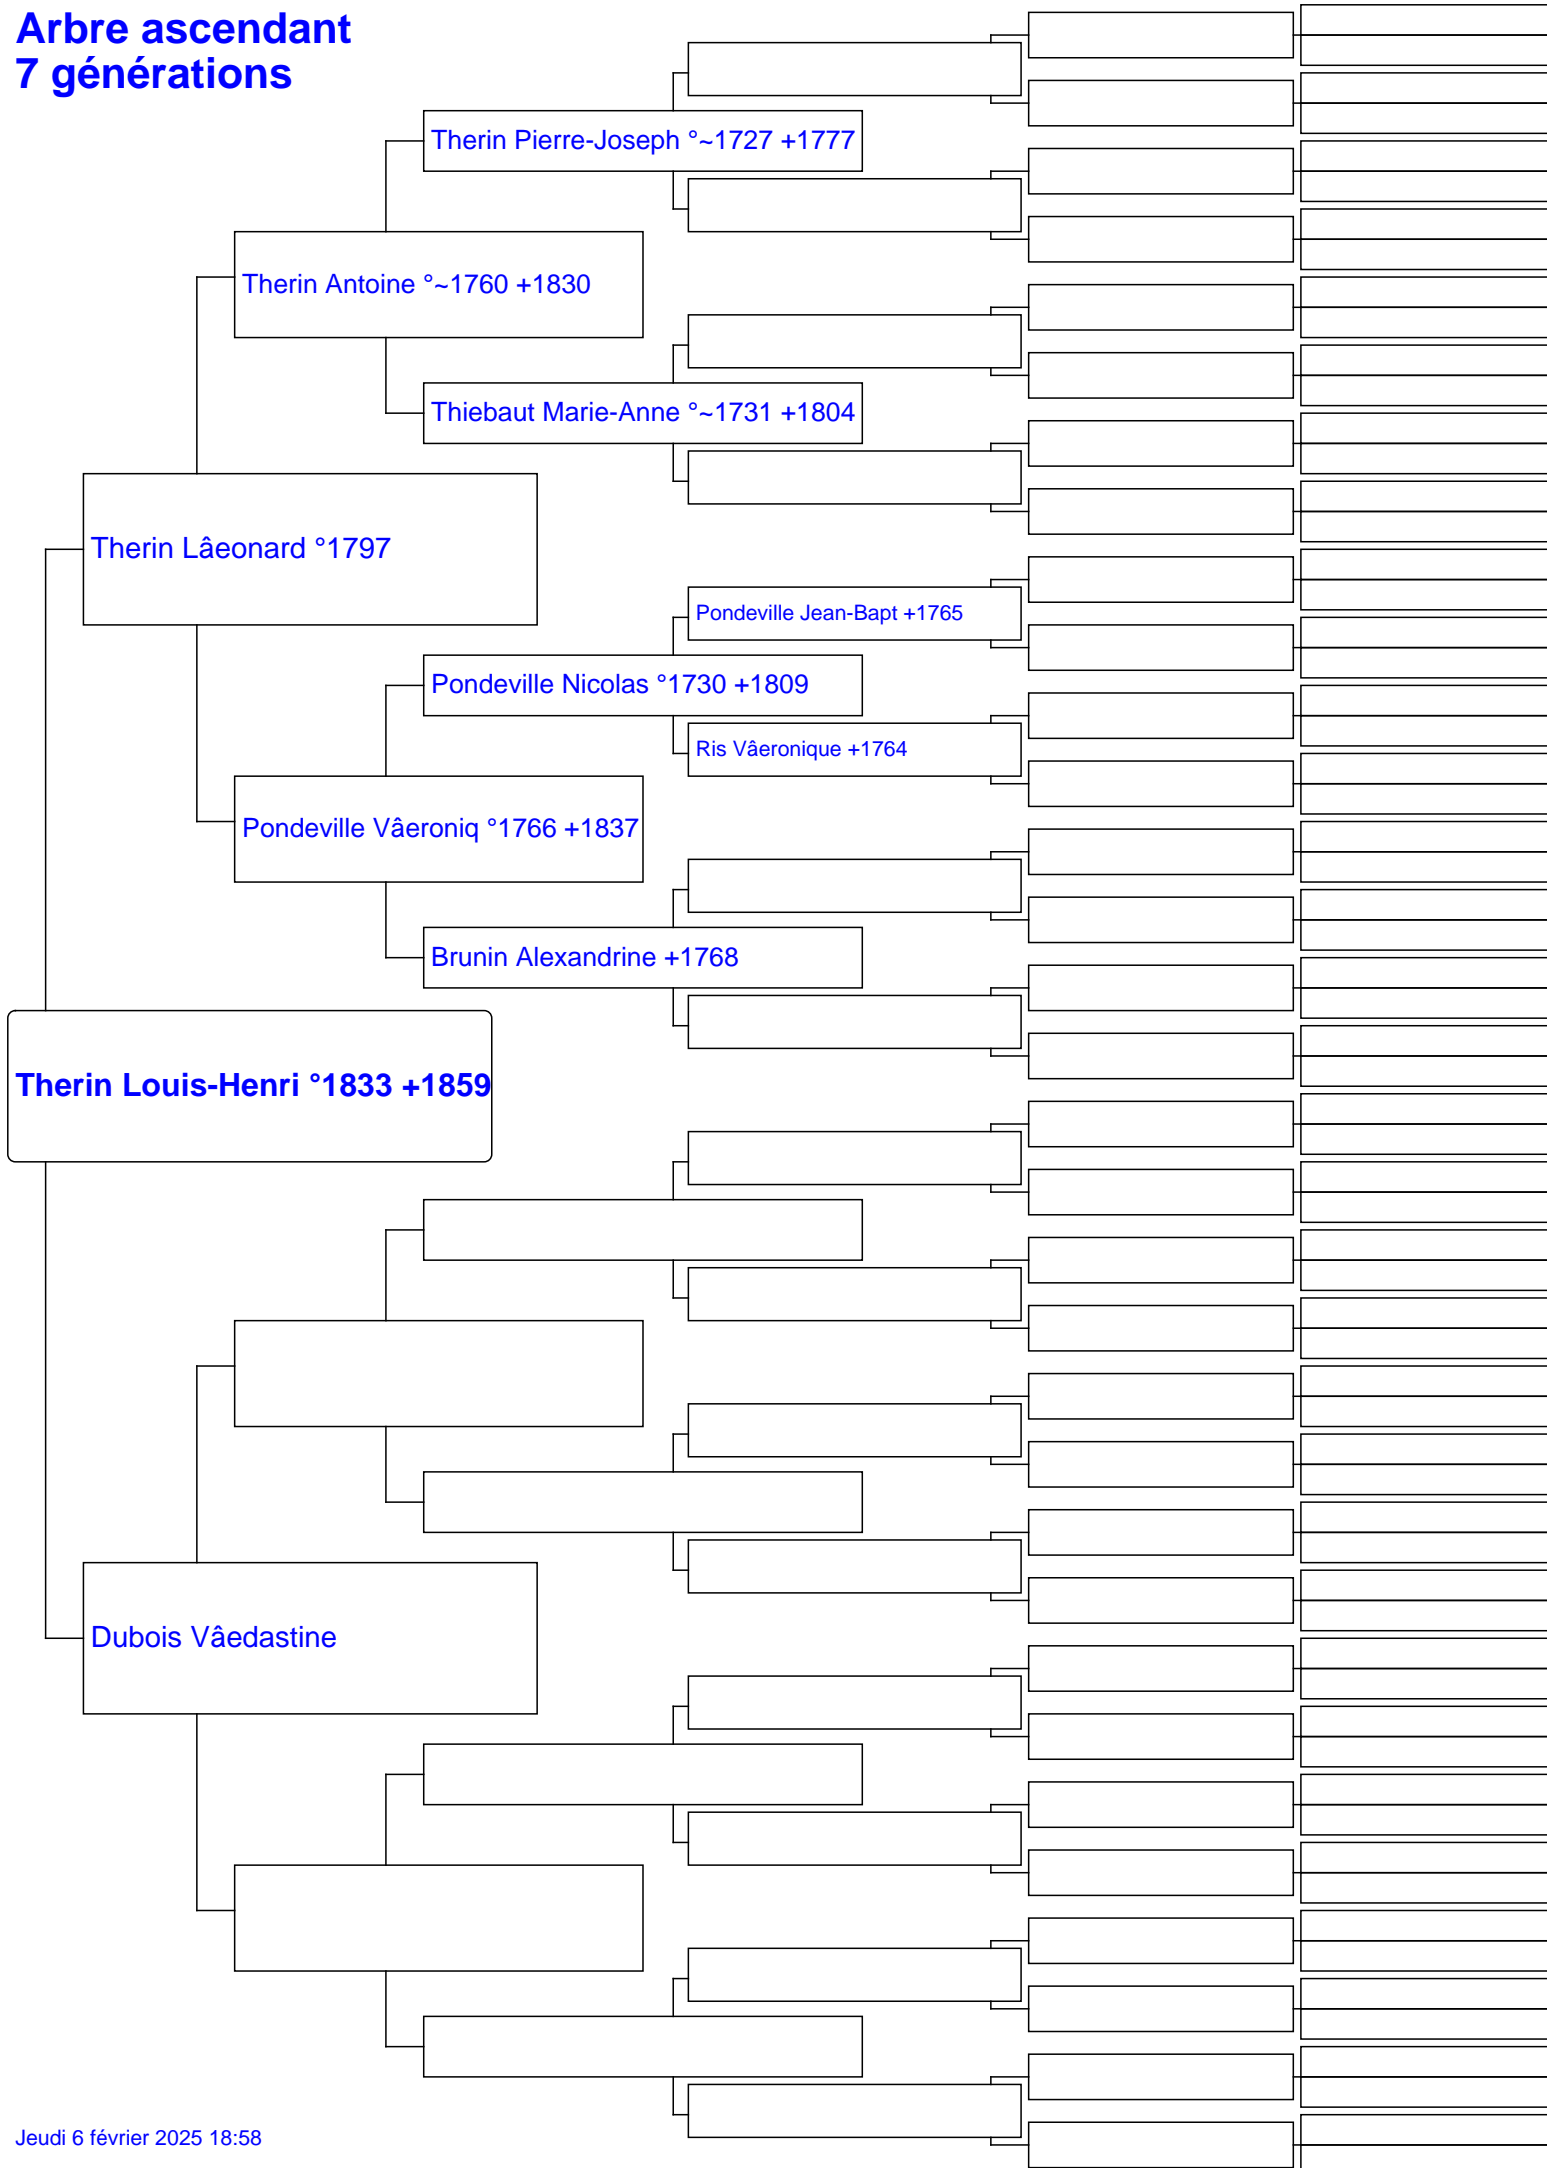 Arbre ascendant
7 générations
Therin Pierre-Joseph °~1727 +1777
Therin Antoine °~1760 +1830
Thiebaut Marie-Anne °~1731 +1804
Therin Lâeonard °1797
Pondeville Jean-Bapt +1765
Pondeville Nicolas °1730 +1809
Ris Vâeronique +1764
Pondeville Vâeroniq °1766 +1837
Brunin Alexandrine +1768
Therin Louis-Henri °1833 +1859
Dubois Vâedastine
Jeudi 6 février 2025 18:58